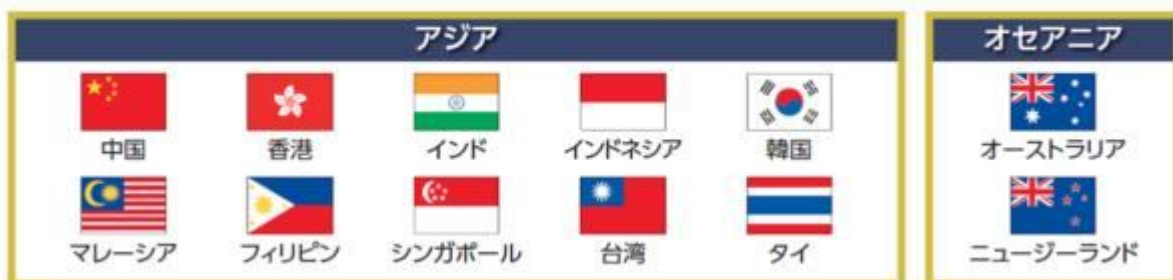 アジア
中国 香港 インド インドネシア 韓国
マレーシア フィリピン シンガポール 台湾 タイ
オセアニア
オーストラリア
ニュージーランド